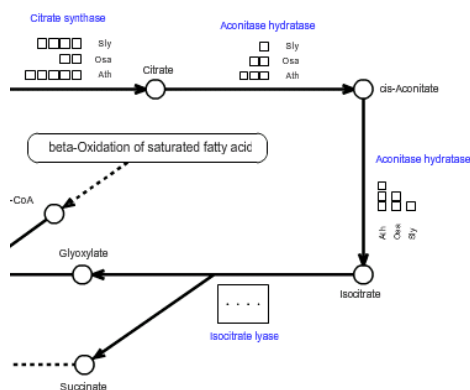 Citrate synthase
Aconitase hydratase
Sly
Osa
Ath
Citrate
Sly
Osa
Ath
cis-Aconitate
beta-Oxidation of saturated fatty acid
Aconitase hydratase
-CoA
Ath
Osa
Sly
Glyoxylate
Isocitrate
. . . .
Isocitrate lyase
Succinate